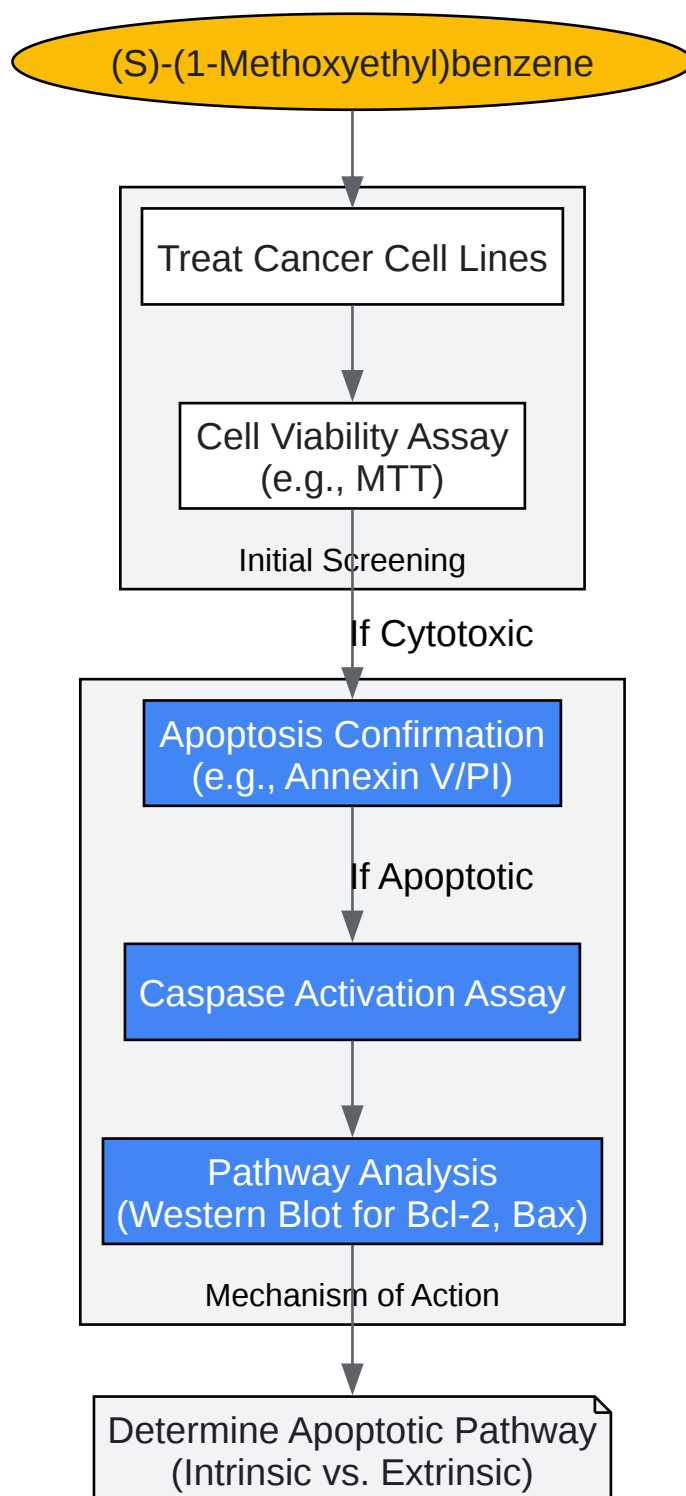 (S)-(1-Methoxyethyl)benzene
Treat Cancer Cell Lines
Cell Viability Assay
(e.g., MTT)
Initial Screening
If Cytotoxic
Apoptosis Confirmation
(e.g., Annexin V/PI)
If Apoptotic
Caspase Activation Assay
Pathway Analysis
(Western Blot for Bcl-2, Bax)
Mechanism of Action
Determine Apoptotic Pathway
(Intrinsic vs. Extrinsic)